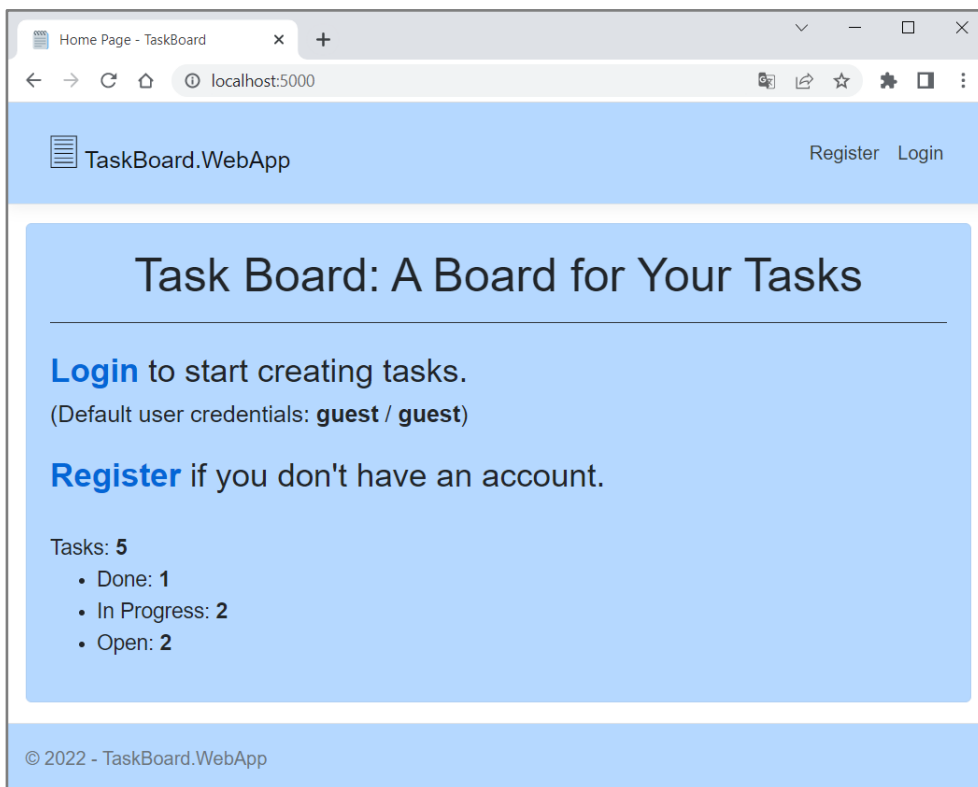 Home Page - TaskBoard
localhost:5000
TaskBoard.WebApp
Register Login
Task Board: A Board for Your Tasks
Login to start creating tasks.
(Default user credentials: guest / guest)
Register if you don't have an account.
Tasks: 5
• Done: 1
• In Progress: 2
• Open: 2
© 2022 - TaskBoard.WebApp